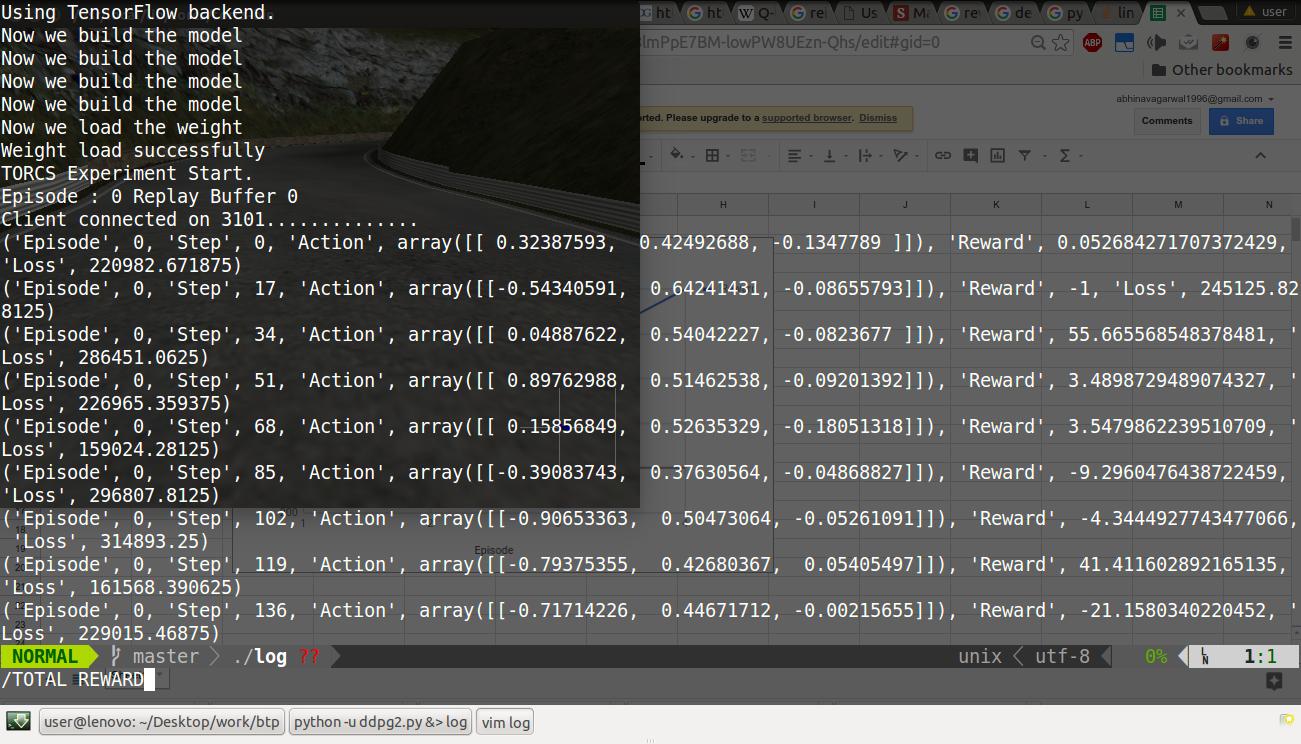 Using TensorFlow backend.
Now we build the model
Now we build the model
Now we build the model
Now we build the model
Now we load the weight
Weight load successfully
TORCS Experiment Start.
Episode : 0 Replay Buffer 0
Client connected on 3101..............
('Episode', 0, 'Step', 0, 'Action', array([[ 0.32387593,  0.42492688, -0.1347789 ]]), 'Reward', 0.052684271707372429,
'Loss', 220982.671875)
('Episode', 0, 'Step', 17, 'Action', array([[-0.54340591,  0.64241431, -0.08655793]]), 'Reward', -1, 'Loss', 245125.82
8125)
('Episode', 0, 'Step', 34, 'Action', array([[ 0.04887622,  0.54042227, -0.0823677 ]]), 'Reward', 55.665568548378481, '
Loss', 286451.0625)
('Episode', 0, 'Step', 51, 'Action', array([[ 0.89762988,  0.51462538, -0.09201392]]), 'Reward', 3.4898729489074327, '
Loss', 226965.359375)
('Episode', 0, 'Step', 68, 'Action', array([[ 0.15856849,  0.52635329, -0.18051318]]), 'Reward', 3.5479862239510709, '
Loss', 159024.28125)
('Episode', 0, 'Step', 85, 'Action', array([[-0.39083743,  0.37630564, -0.04868827]]), 'Reward', -9.2960476438722459,
'Loss', 296807.8125)
('Episode', 0, 'Step', 102, 'Action', array([[-0.90653363,  0.50473064, -0.05261091]]), 'Reward', -4.3444927743477066,
'Loss', 314893.25)
('Episode', 0, 'Step', 119, 'Action', array([[-0.79375355,  0.42680367,  0.05405497]]), 'Reward', 41.411602892165135,
'Loss', 161568.390625)
('Episode', 0, 'Step', 136, 'Action', array([[-0.71714226,  0.44671712, -0.00215655]]), 'Reward', -21.1580340220452, '
Loss', 229015.46875)
NORMAL master ./log ?? unix utf-8 0% LN 1:1
/TOTAL REWARD
user@lenovo: ~/Desktop/work/btp
python -u ddpg2.py &> log
vim log
user
lmPpE7BM-lowPW8UEzn-Qhs/edit#gid=0
ABP
Other bookmarks
abhinavagarwal1996@gmail.com
rted. Please upgrade to a supported browser. Dismiss
Comments
Share
H I J K L M N
Episode